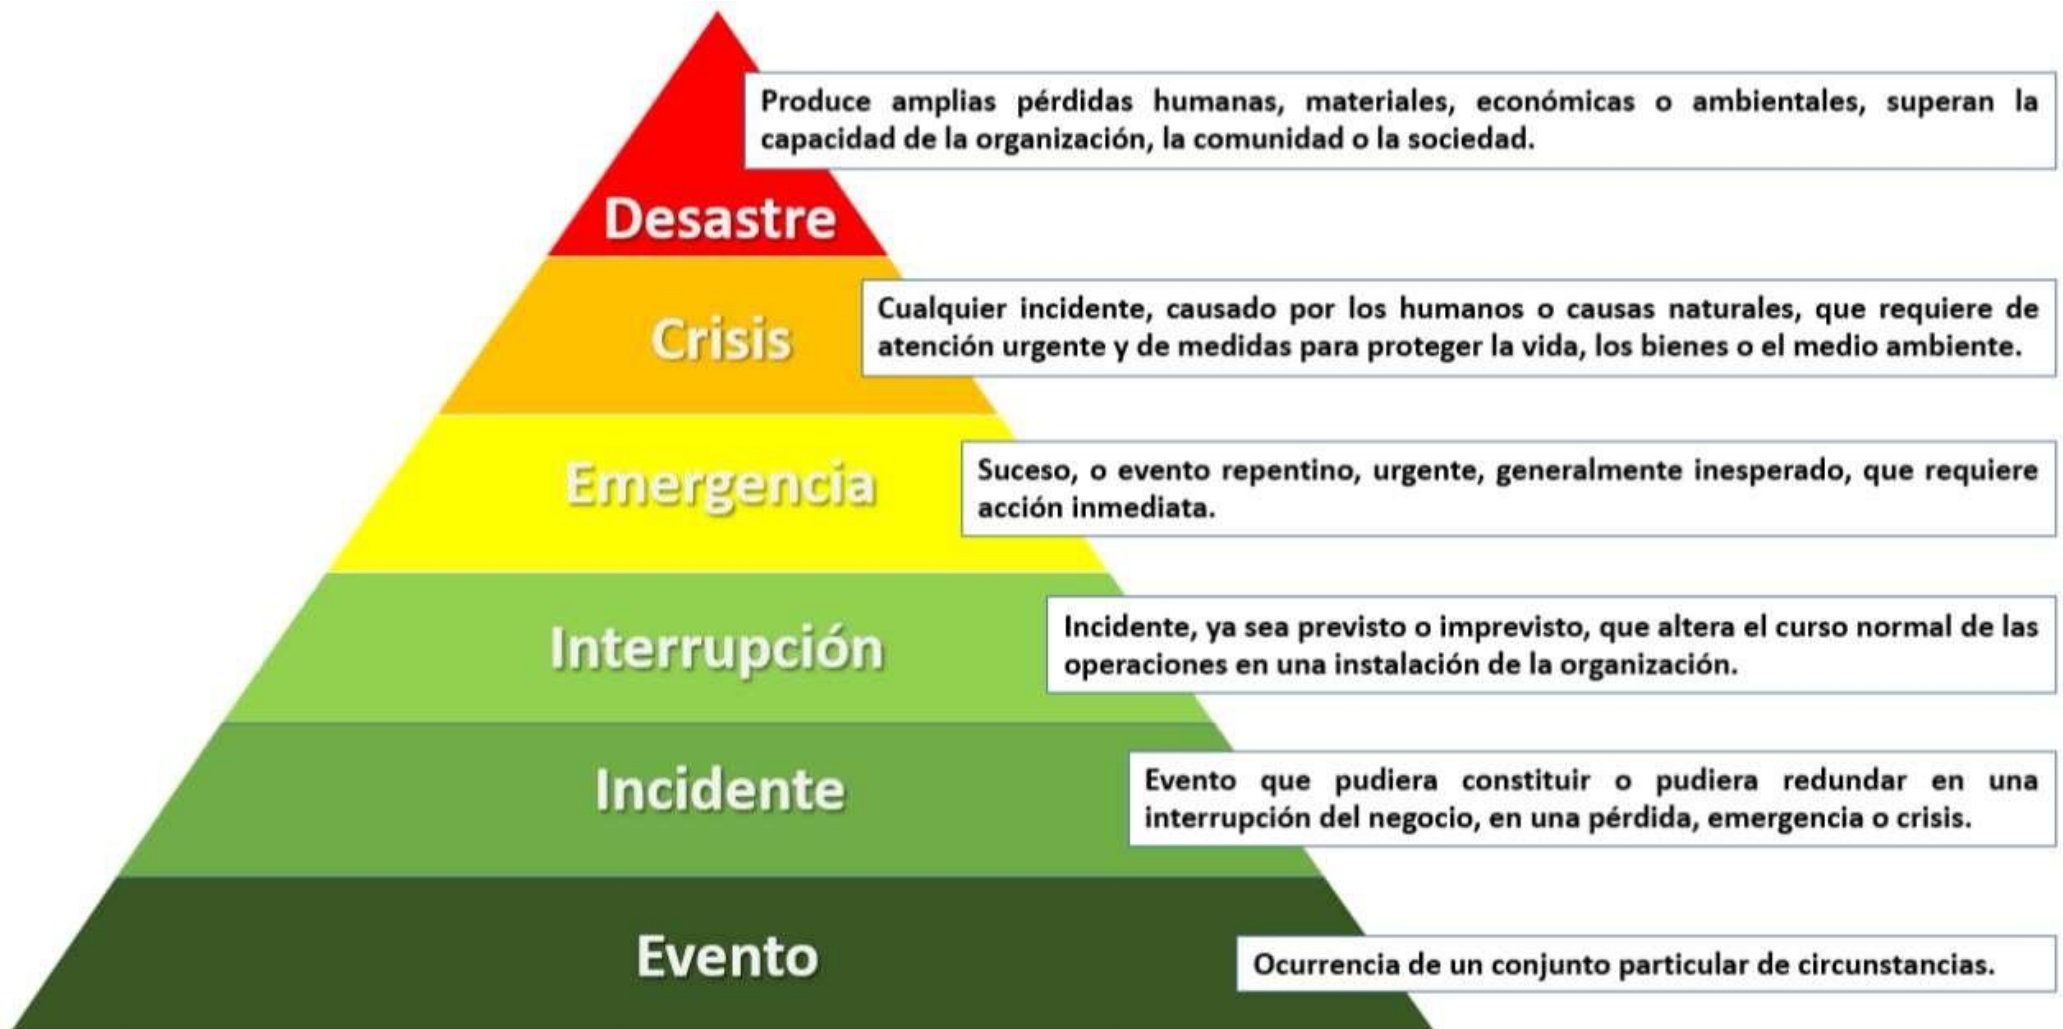 Produce amplias pérdidas humanas, materiales, económicas o ambientales, superan la
capacidad de la organización, la comunidad o la sociedad.
Desastre
Cualquier incidente, causado por los humanos o causas naturales, que requiere de
atención urgente y de medidas para proteger la vida, los bienes o el medio ambiente.
Crisis
Suceso, o evento repentino, urgente, generalmente inesperado, que requiere
acción inmediata.
Emergencia
Incidente, ya sea previsto o imprevisto, que altera el curso normal de las
operaciones en una instalación de la organización.
Interrupción
Evento que pudiera constituir o pudiera redundar en una
interrupción del negocio, en una pérdida, emergencia o crisis.
Incidente
Evento
Ocurrencia de un conjunto particular de circunstancias.